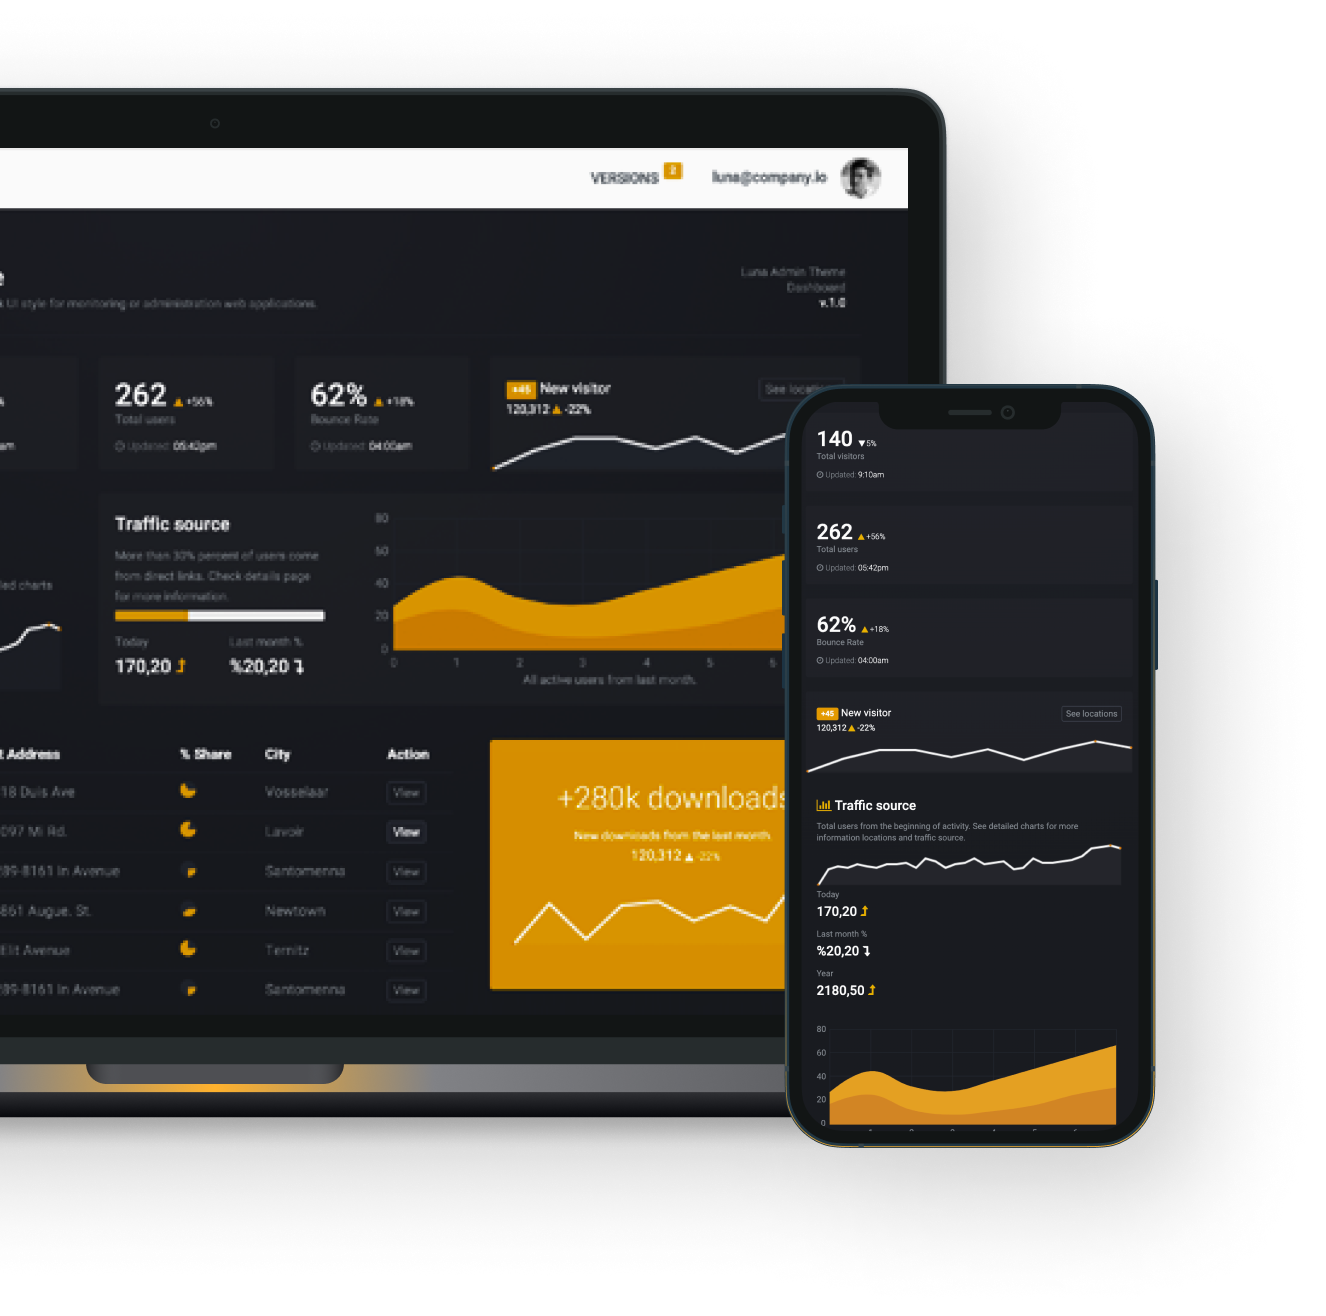 VERSIONS 2 luna@company.io
Luna Admin Theme
Dashboard
v.1.0
UI style for monitoring or administration web applications.
262 +56%
Total users
Updated: 05:42pm
62% +18%
Bounce Rate
Updated: 04:00am
+45 New visitor
120,312 -22%
See
Traffic source
More than 30% percent of users come
from direct links. Check details page
for more information.
Today
170,20
Last month %
%20,20
80
60
40
20
0
0 1 2 3 4 5 6
All active users from last month.
charts
Address % Share City Action
18 Duis Ave Vosselaar View
097 Mi Rd. Lavoir View
89-8161 In Avenue Santomenna View
861 Augue. St. Newtown View
Elit Avenue Ternitz View
89-8161 In Avenue Santomenna View
+280k downloads
New downloads from the last month.
120,312 -22%
140 5%
Total visitors
Updated: 9:10am
262 +56%
Total users
Updated: 05:42pm
62% +18%
Bounce Rate
Updated: 04:00am
+45 New visitor
120,312 -22%
See locations
Traffic source
Total users from the beginning of activity. See detailed charts for more
information locations and traffic source.
Today
170,20
Last month %
%20,20
Year
2180,50
80
60
40
20
0